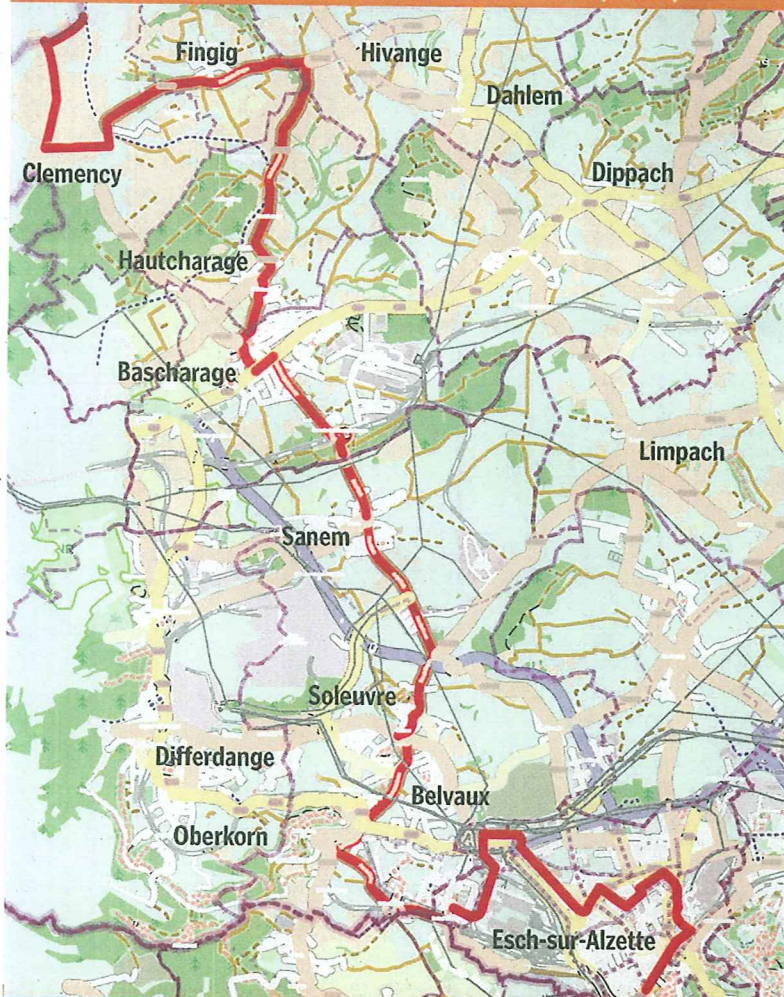 Fingig
Hivange
Dahlem
Clemency
Dippach
Hautcharage
Bascharage
Limpach
Sanem
Soleuvre
Differdange
Belvaux
Oberkorn
Esch-sur-Alzette